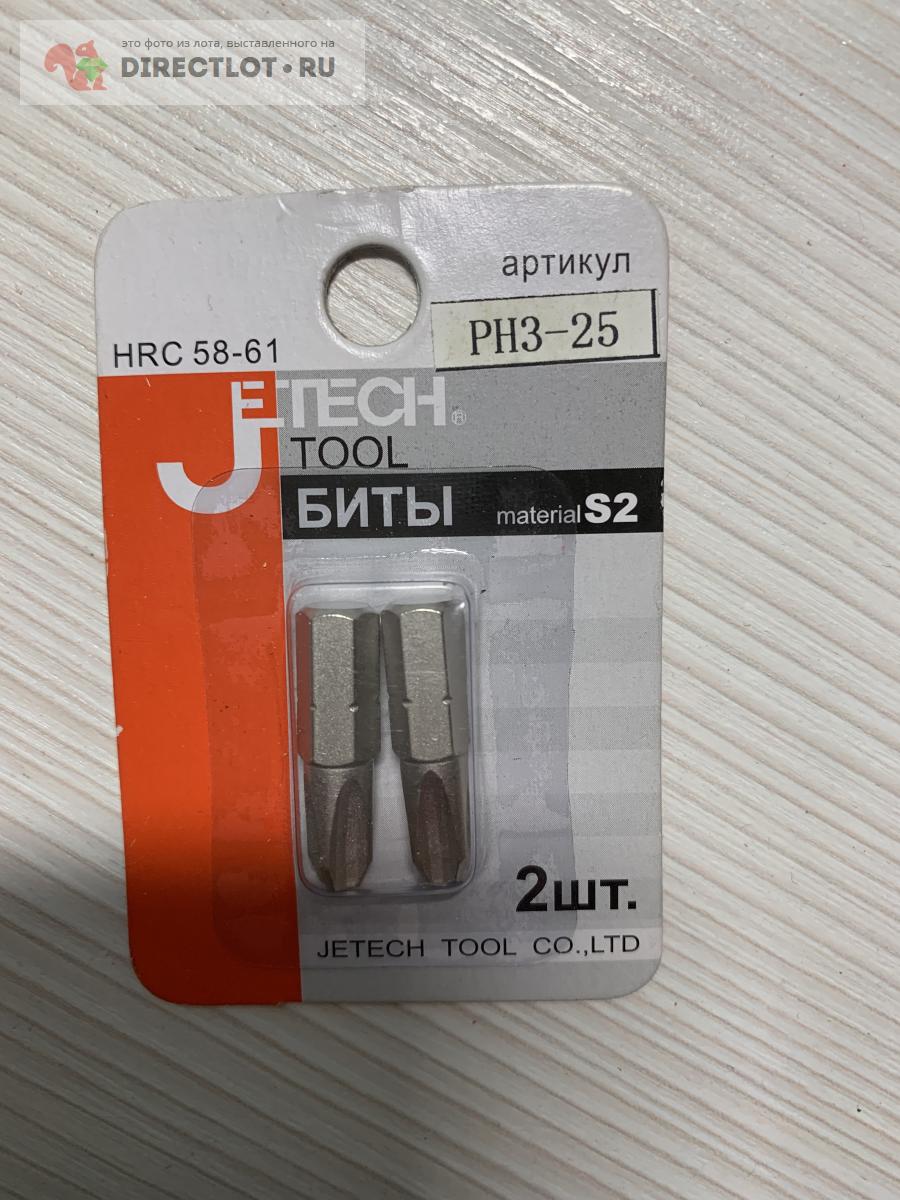 это фото из лота, выставленного на
DIRECTLOT.RU
артикул
PH3-25
HRC 58-61
JETECH®
TOOL
БИТЫ
material S2
2шт.
JETECH TOOL CO.,LTD